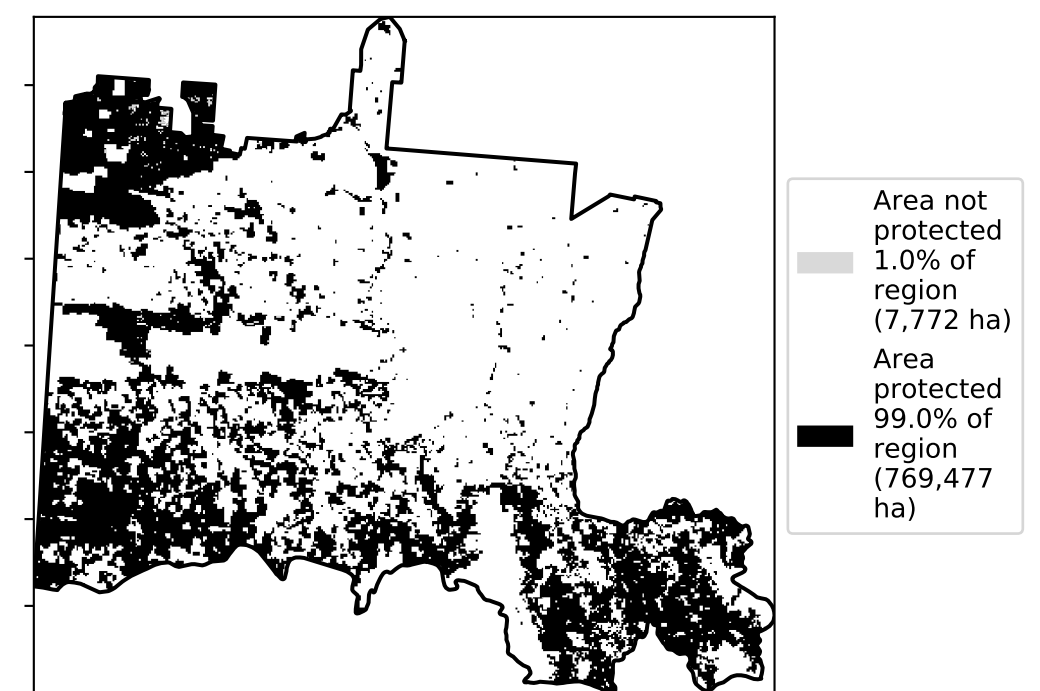 Area not
protected
1.0% of
region
(7,772 ha)
Area
protected
99.0% of
region
(769,477
ha)